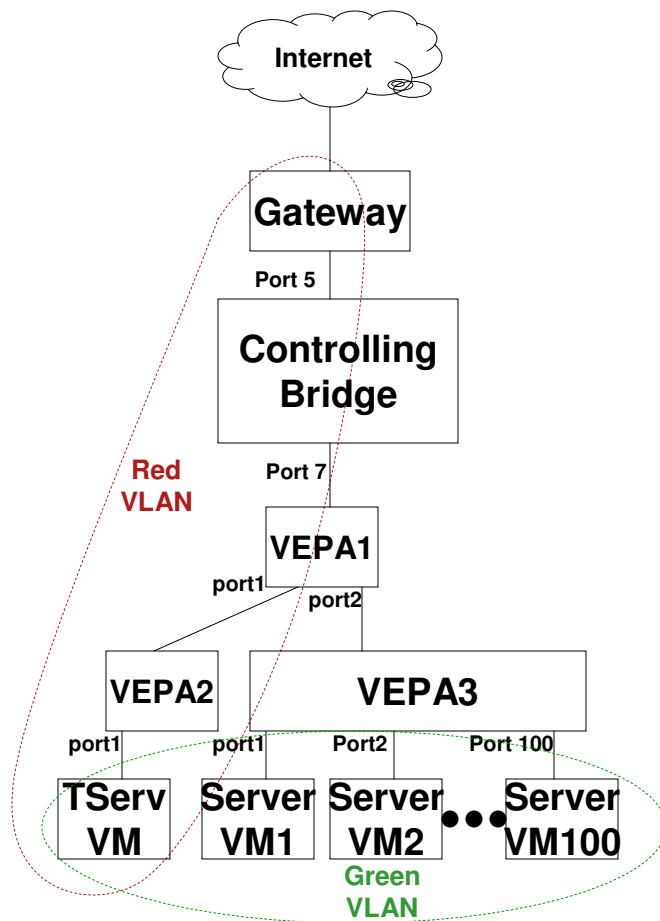 Internet
Gateway
Port 5
Controlling
Bridge
Port 7
Red
VLAN
VEPA1
port1
port2
VEPA2
VEPA3
port1
port1
Port2
Port 100
TServ
VM
Server
VM1
Server
VM2
Server
VM100
Green
VLAN